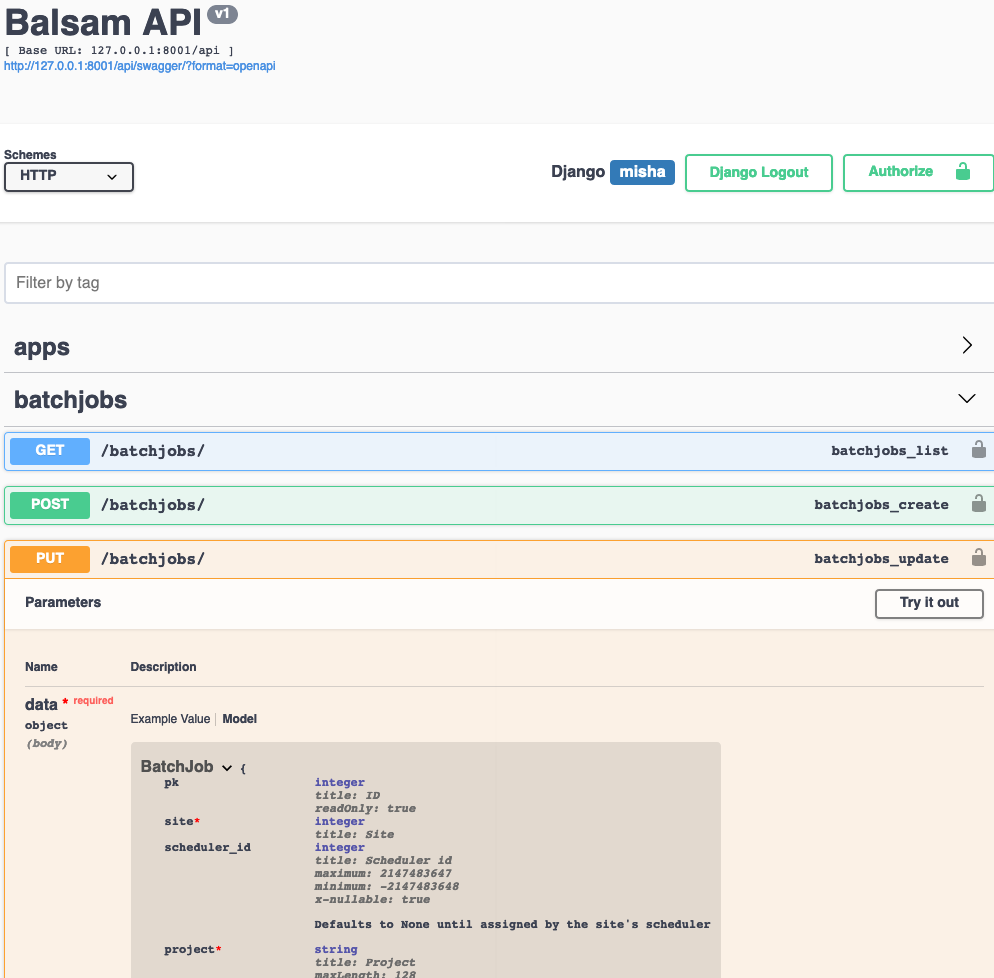 Balsam API v1
[ Base URL: 127.0.0.1:8001/api ]
http://127.0.0.1:8001/api/swagger/?format=openapi
Schemes
HTTP
Django misha Django Logout Authorize
Filter by tag
apps
batchjobs
GET /batchjobs/ batchjobs_list
POST /batchjobs/ batchjobs_create
PUT /batchjobs/ batchjobs_update
Parameters Try it out
Name Description
data * required
object
(body)
Example Value Model
BatchJob {
pk integer
title: ID
readOnly: true
site* integer
title: Site
scheduler_id integer
title: Scheduler id
maximum: 2147483647
minimum: -2147483648
x-nullable: true
Defaults to None until assigned by the site's scheduler
project* string
title: Project
maxLength: 128